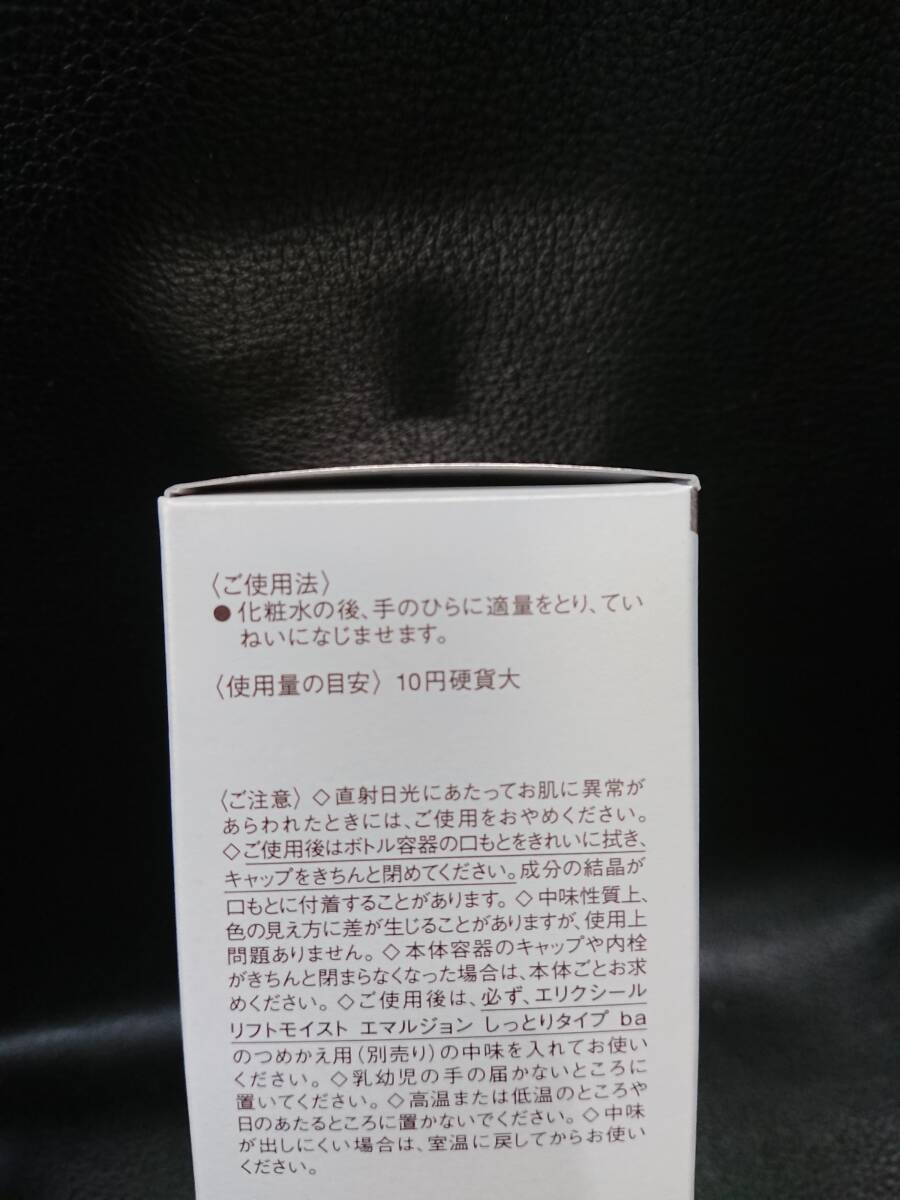 〈ご使用法〉
● 化粧水の後、手のひらに適量をとり、てい
ねいになじませます。
〈使用量の目安〉 10円硬貨大
〈ご注意〉◇直射日光にあたってお肌に異常が
あらわれたときには、ご使用をおやめください。
◇ご使用後はボトル容器の口もとをきれいに拭き、
キャップをきちんと閉めてください。成分の結晶が
口もとに付着することがあります。◇中味性質上、
色の見え方に差が生じることがありますが、使用上
問題ありません。◇本体容器のキャップや内栓
がきちんと閉まらなくなった場合は、本体ごとお求
めください。◇ご使用後は、必ず、エリクシール
リフトモイスト エマルジョン しっとりタイプ ba
のつめかえ用（別売り）の中味を入れてお使い
ください。◇乳幼児の手の届かないところに
置いてください。◇高温または低温のところや
日のあたるところに置かないでください。◇中味
が出しにくい場合は、室温に戻してからお使い
ください。